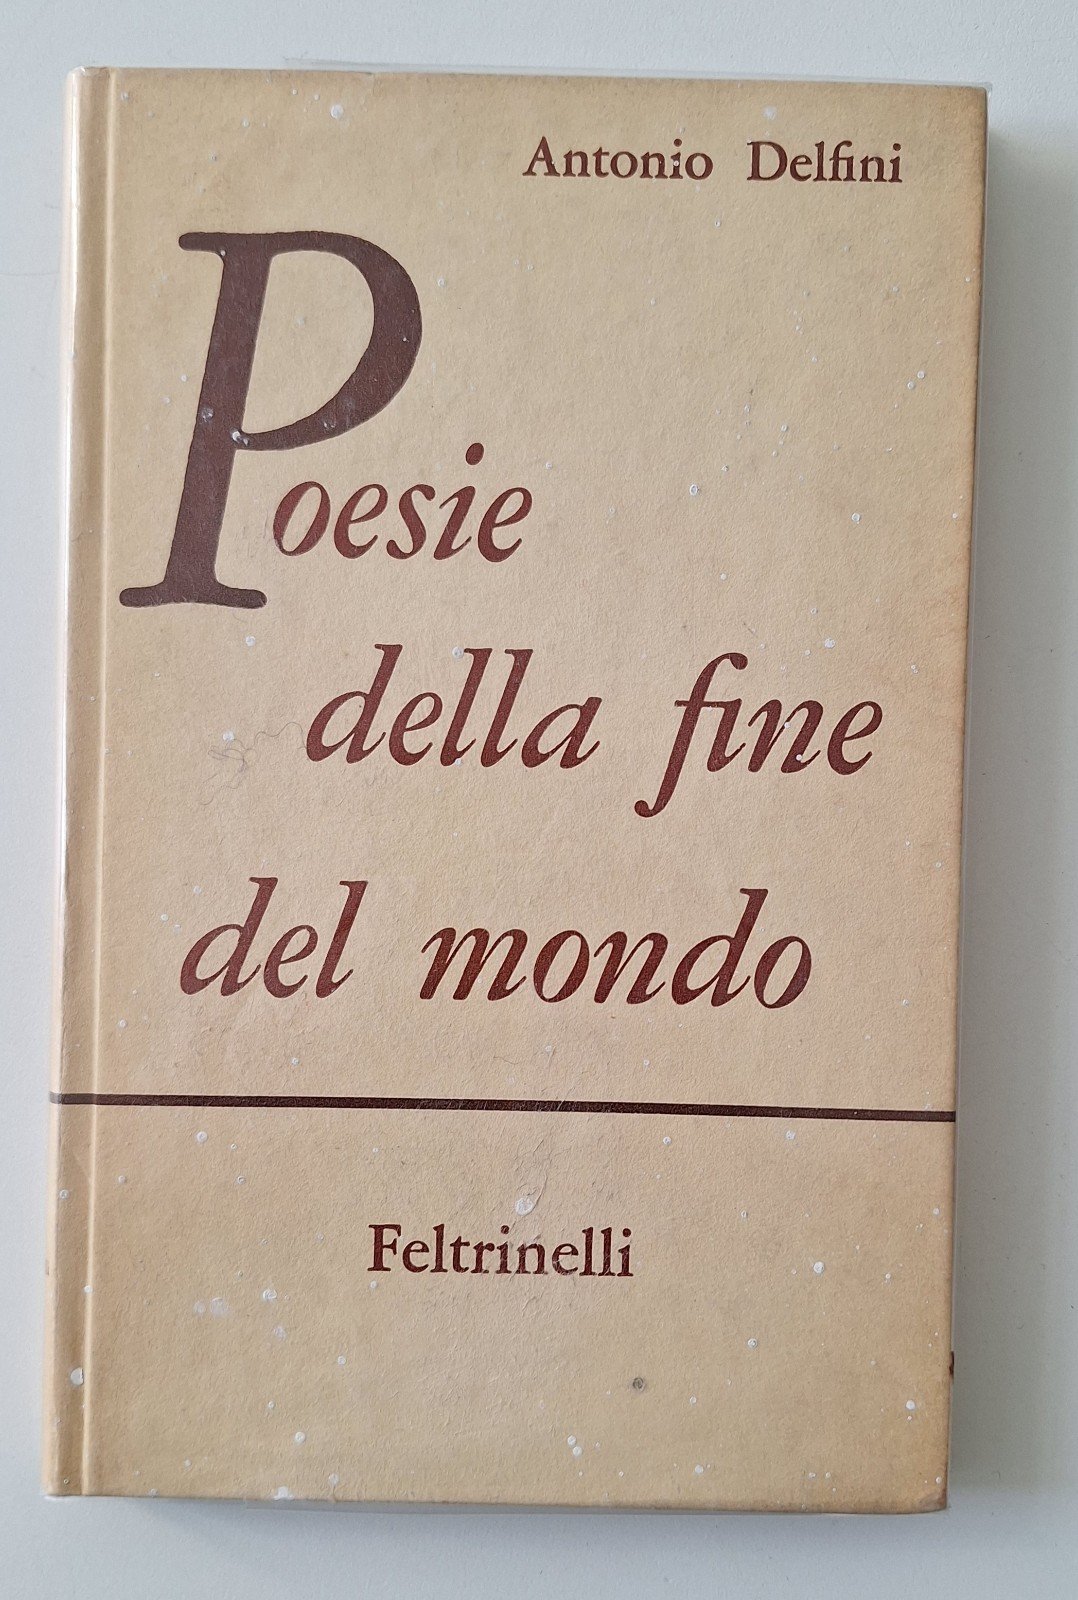 Antonio Delfini
Poesie
della fine
del mondo
Feltrinelli